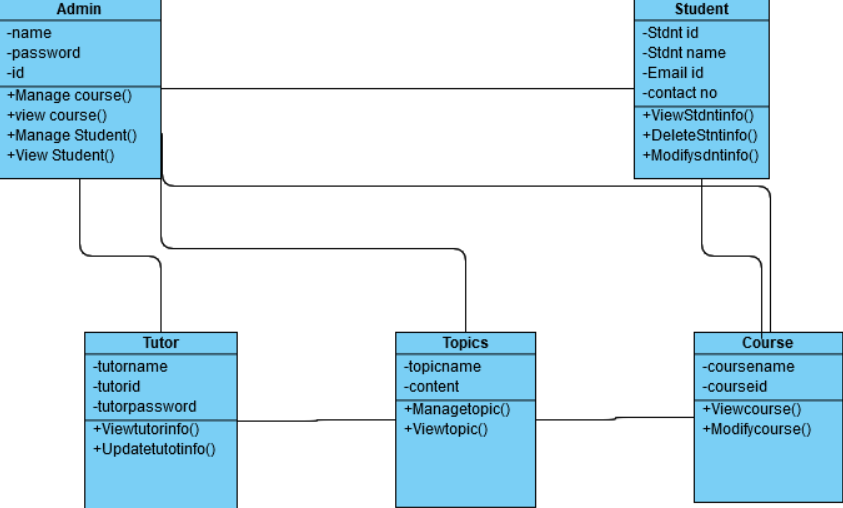 Admin
-name
-password
-id
+Manage course()
+view course()
+Manage Student()
+View Student()
Student
-Stdnt id
-Stdnt name
-Email id
-contact no
+ViewStdntinfo()
+DeleteStntinfo()
+Modifysdntinfo()
Tutor
-tutorname
-tutorid
-tutorpassword
+Viewtutorinfo()
+Updatetutotinfo()
Topics
-topicname
-content
+Managetopic()
+Viewtopic()
Course
-coursename
-courseid
+Viewcourse()
+Modifycourse()